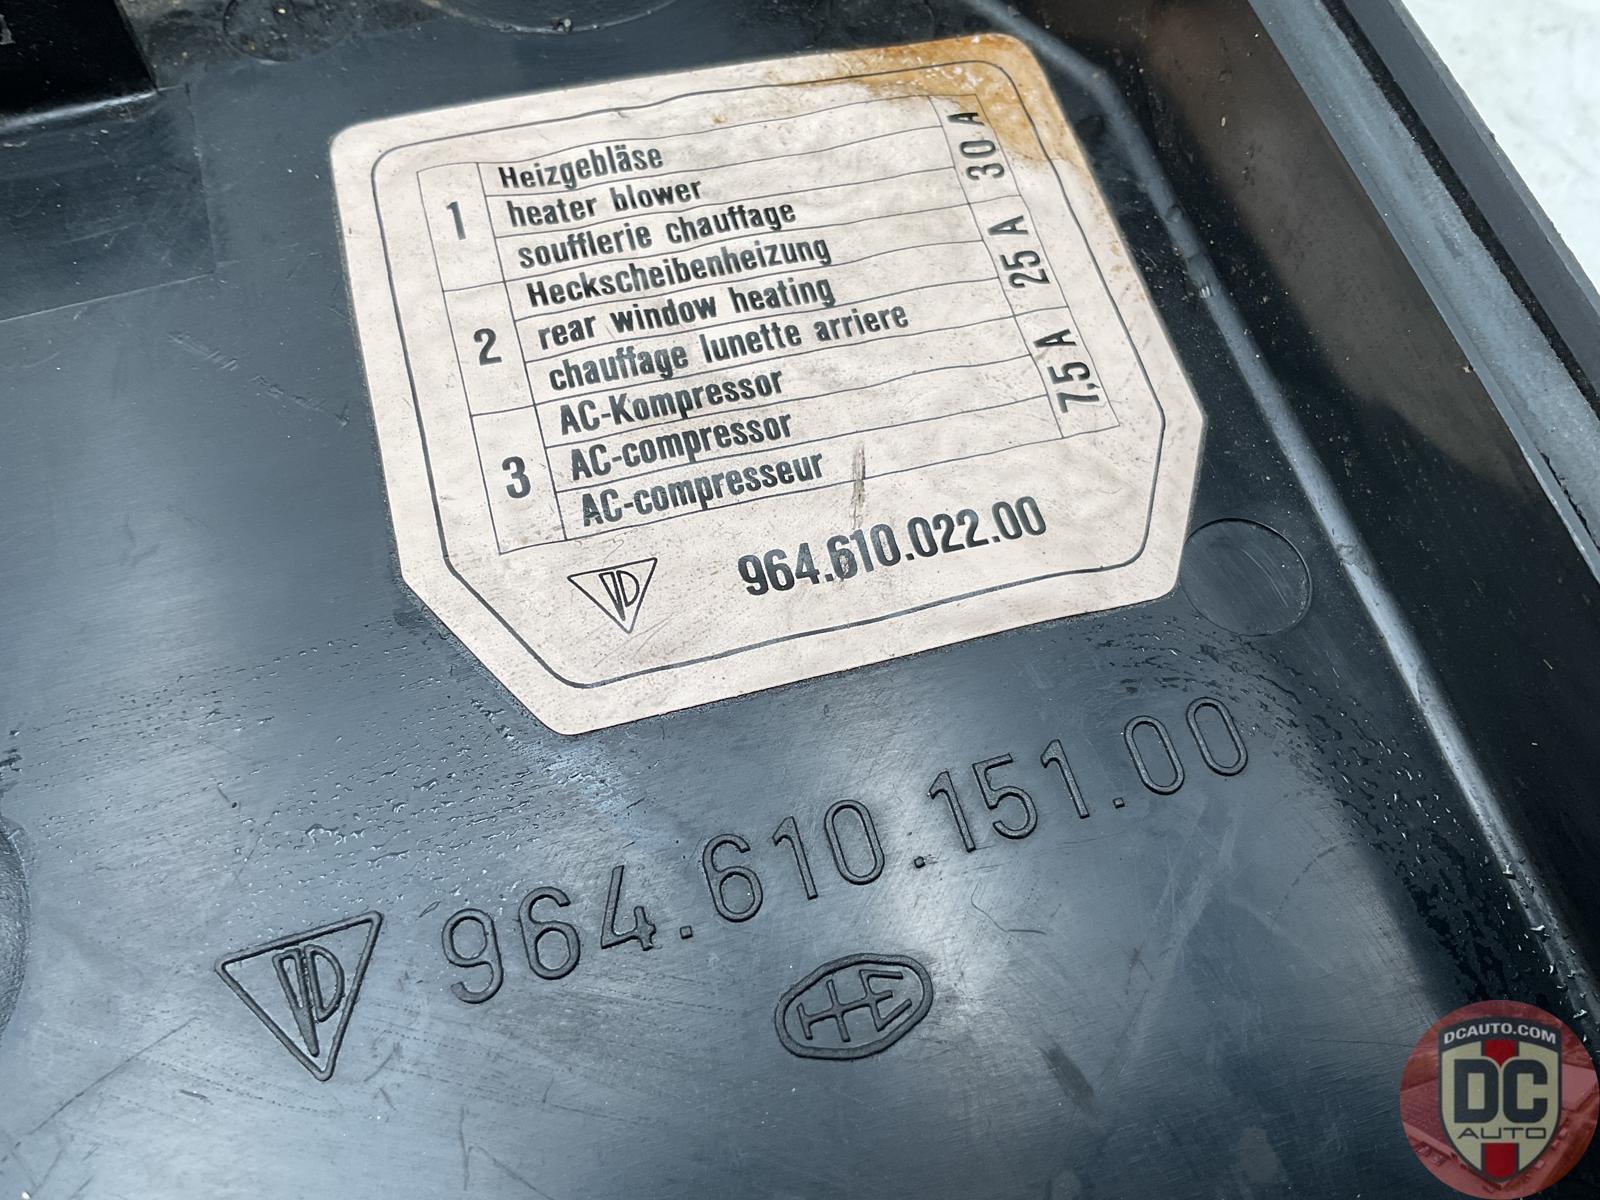 1 Heizgebläse 30 A
heater blower
soufflerie chauffage
2 Heckscheibenheizung 25 A
rear window heating
chauffage lunette arriere
3 AC-Kompressor 7,5 A
AC-compressor
AC-compresseur
964.610.022.00
964.610.151.00
HE
DCAUTO.COM
DC
AUTO